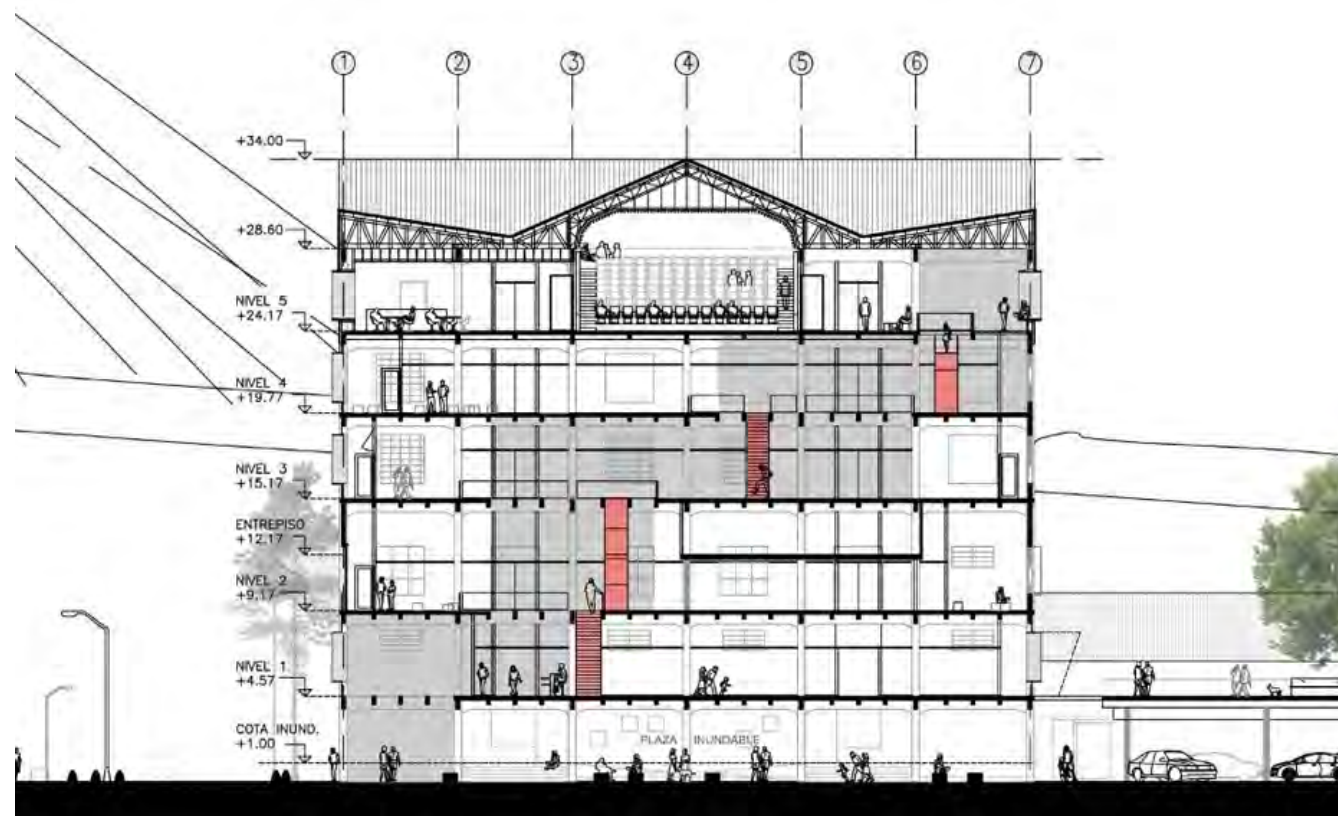 1 2 3 4 5 6 7
+34.00
+28.60
NIVEL 5
+24.17
NIVEL 4
+19.77
NIVEL 3
+15.17
ENTREPISO
+12.17
NIVEL 2
+9.17
NIVEL 1
+4.57
COTA INUND.
+1.00
PLAZA INUNDABLE